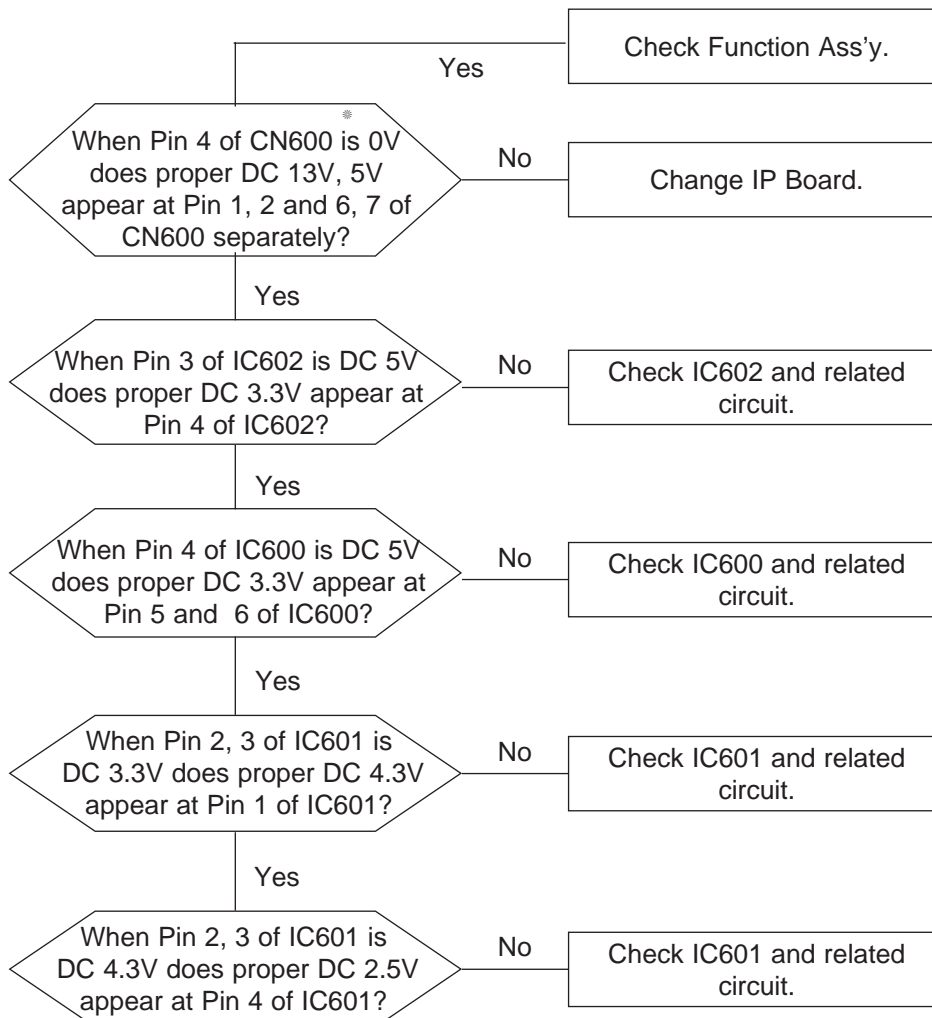 Check Function Ass'y.
Yes
When Pin 4 of CN600 is 0V
does proper DC 13V, 5V
appear at Pin 1, 2 and 6, 7 of
CN600 separately?
No
Change IP Board.
Yes
When Pin 3 of IC602 is DC 5V
does proper DC 3.3V appear at
Pin 4 of IC602?
No
Check IC602 and related
circuit.
Yes
When Pin 4 of IC600 is DC 5V
does proper DC 3.3V appear at
Pin 5 and 6 of IC600?
No
Check IC600 and related
circuit.
Yes
When Pin 2, 3 of IC601 is
DC 3.3V does proper DC 4.3V
appear at Pin 1 of IC601?
No
Check IC601 and related
circuit.
Yes
When Pin 2, 3 of IC601 is
DC 4.3V does proper DC 2.5V
appear at Pin 4 of IC601?
No
Check IC601 and related
circuit.